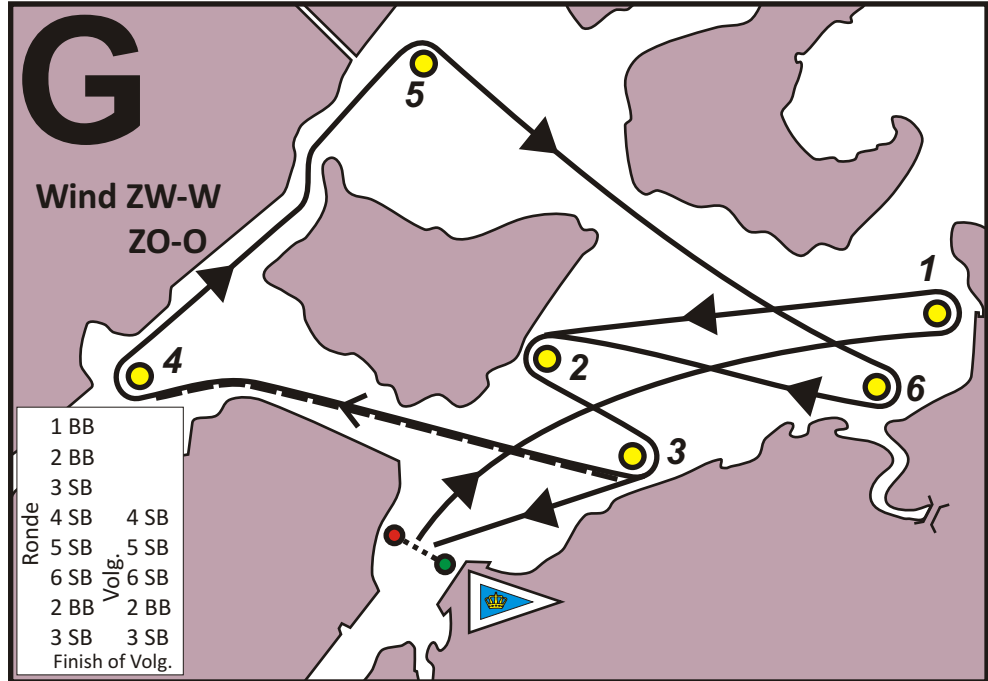 G
5
Wind ZW-W
ZO-O
1
4
2
6
3
1 BB
2 BB
3 SB
Ronde
4 SB 4 SB
5 SB 5 SB
Volg.
6 SB 6 SB
2 BB 2 BB
3 SB 3 SB
Finish of Volg.